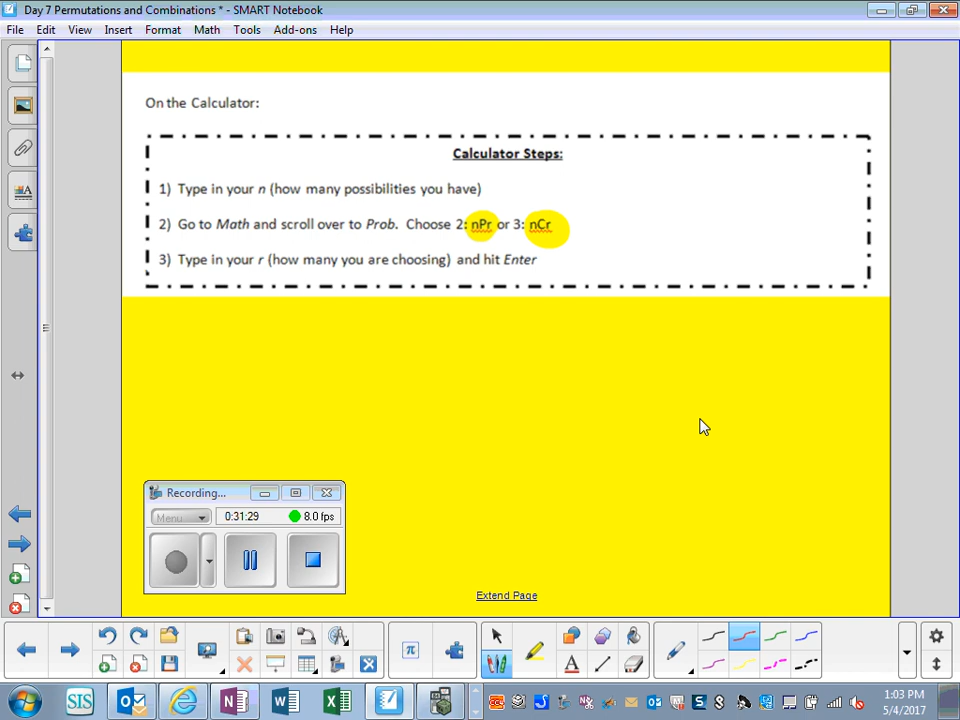 Day 7 Permutations and Combinations * - SMART Notebook
File Edit View Insert Format Math Tools Add-ons Help
On the Calculator:
Calculator Steps:
1) Type in your n (how many possibilities you have)
2) Go to Math and scroll over to Prob. Choose 2: nPr or 3: nCr
3) Type in your r (how many you are choosing) and hit Enter
Recording...
Menu 0:31:29 8.0 fps
Extend Page
1:03 PM
5/4/2017